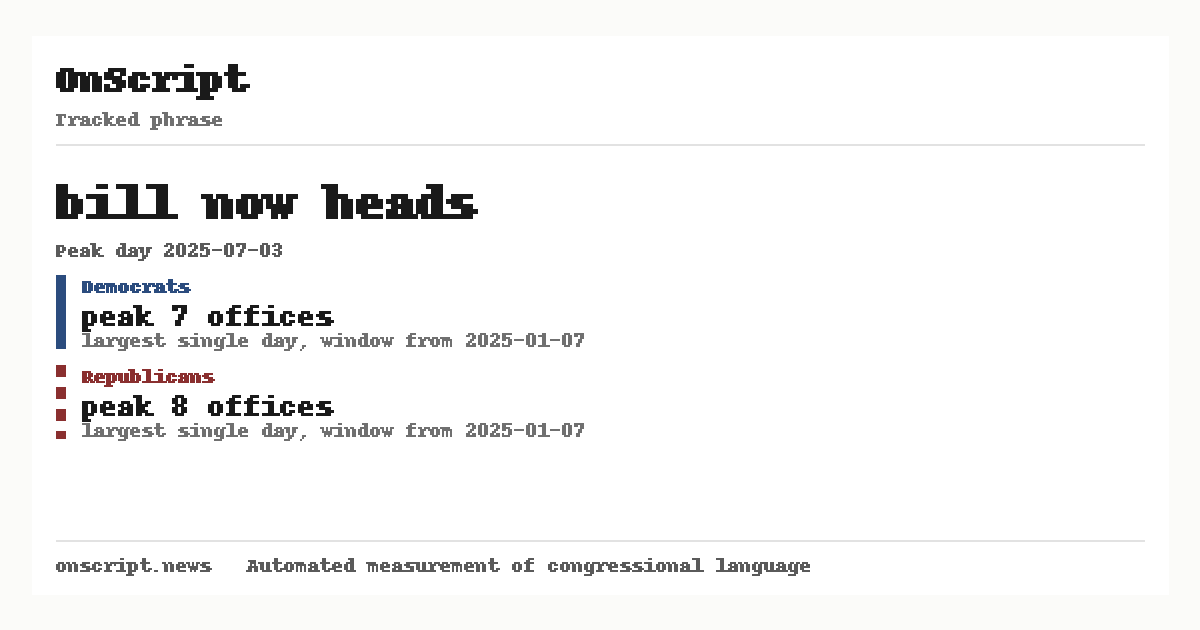 OnScript
Tracked phrase
bill now heads
Peak day 2025-07-03
Democrats
peak 7 offices
largest single day, window from 2025-01-07
Republicans
peak 8 offices
largest single day, window from 2025-01-07
onscript.news Automated measurement of congressional language